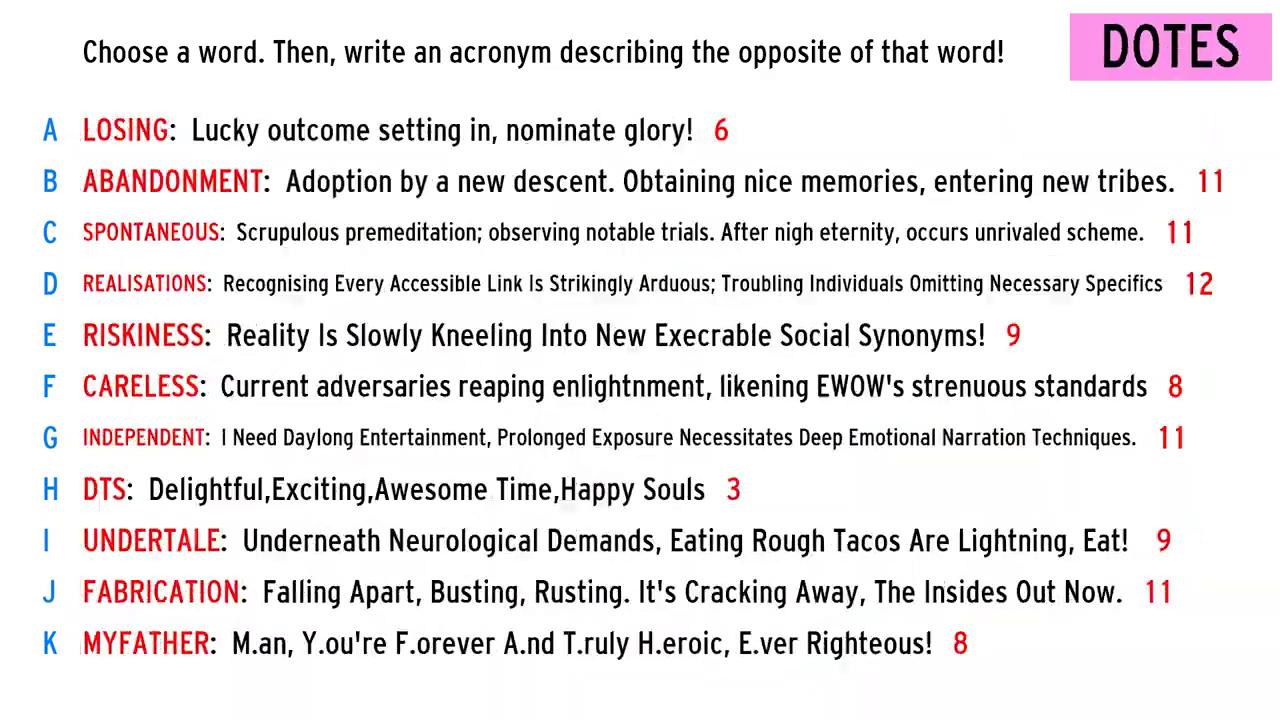 Choose a word. Then, write an acronym describing the opposite of that word!
DOTES
A LOSING: Lucky outcome setting in, nominate glory! 6
B ABANDONMENT: Adoption by a new descent. Obtaining nice memories, entering new tribes. 11
C SPONTANEOUS: Scrupulous premeditation; observing notable trials. After nigh eternity, occurs unrivaled scheme. 11
D REALISATIONS: Recognising Every Accessible Link Is Strikingly Arduous; Troubling Individuals Omitting Necessary Specifics 12
E RISKINESS: Reality Is Slowly Kneeling Into New Execrable Social Synonyms! 9
F CARELESS: Current adversaries reaping enlightnment, likening EWOW's strenuous standards 8
G INDEPENDENT: I Need Daylong Entertainment, Prolonged Exposure Necessitates Deep Emotional Narration Techniques. 11
H DTS: Delightful,Exciting,Awesome Time,Happy Souls 3
I UNDERTALE: Underneath Neurological Demands, Eating Rough Tacos Are Lightning, Eat! 9
J FABRICATION: Falling Apart, Busting, Rusting. It's Cracking Away, The Insides Out Now. 11
K MYFATHER: M.an, Y.ou're F.orever A.nd T.ruly H.eroic, E.ver Righteous! 8